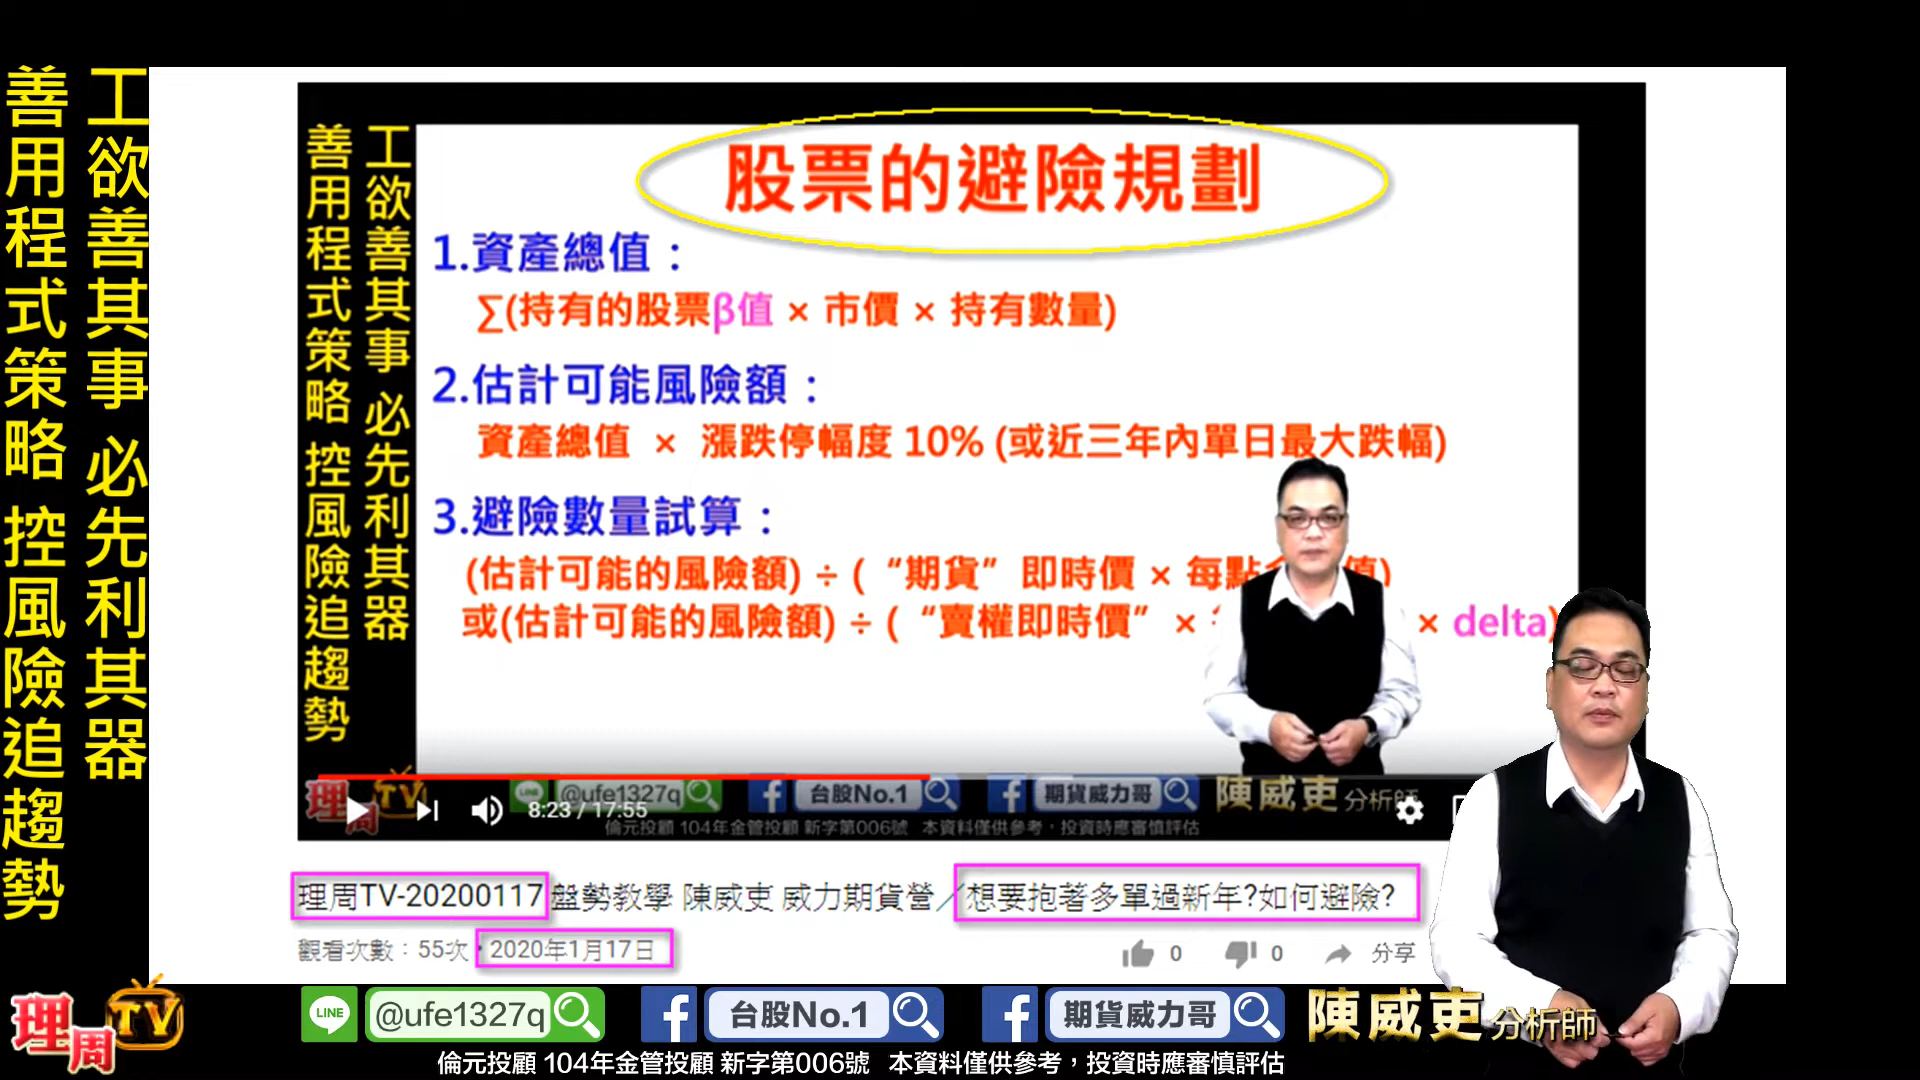 工欲善其事 必先利其器
善用程式策略 控風險追趨勢
工欲善其事 必先利其器
善用程式策略 控風險追趨勢
股票的避險規劃
1.資產總值：
∑(持有的股票β值 × 市價 × 持有數量)
2.估計可能風險額：
資產總值 × 漲跌停幅度 10% (或近三年內單日最大跌幅)
3.避險數量試算：
(估計可能的風險額) ÷ (“期貨”即時價 × 每點 值)
或(估計可能的風險額) ÷ (“賣權即時價” × × delta)
理周TV LINE @ufe1327q 台股No.1 期貨威力哥 陳威吏 分析師
8:23 / 17:55
倫元投顧 104年金管投顧 新字第006號 本資料僅供參考，投資時應審慎評估
理周TV-20200117 盤勢教學 陳威吏 威力期貨營／想要抱著多單過新年?如何避險?
觀看次數：55次 · 2020年1月17日 0 0 分享
理周TV LINE @ufe1327q 台股No.1 期貨威力哥 陳威吏 分析師
倫元投顧 104年金管投顧 新字第006號 本資料僅供參考，投資時應審慎評估